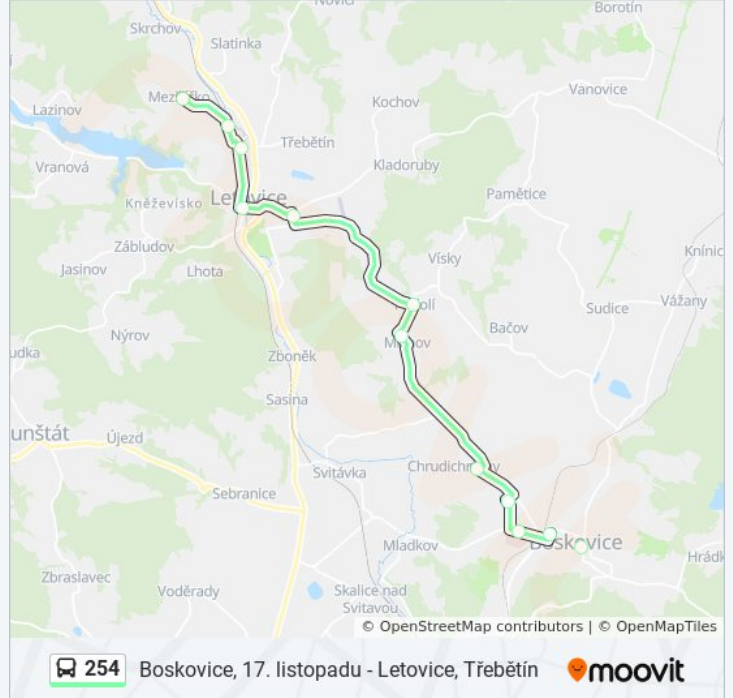 Borotín
Skrchov
Slatinka
Vanovice
Kochov
Lazinov
Třebětín
Kladoruby
Vranová
Pamětice
Letovice
Kněževísko
Zábludov
Vísky
Jasinov
Lhota
Vážany
Sudice
Bačov
Nýrov
Zboněk
Sasina
Újezd
Chrudichromy
Svitávka
Sebranice
Boskovice
Mladkov
Zbraslavec
Voděrady
Skalice nad
Svitavou
© OpenStreetMap contributors | © OpenMapTiles
254 Boskovice, 17. listopadu - Letovice, Třebětín moovit